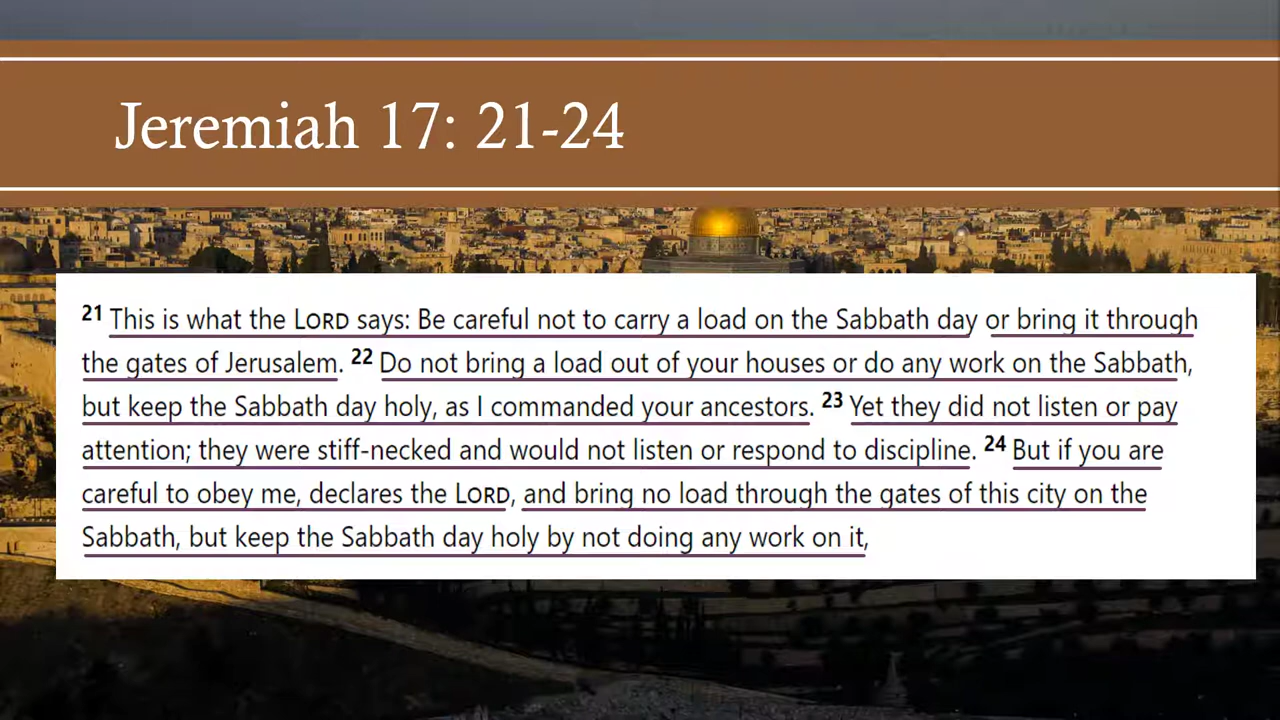 Jeremiah 17: 21-24
21 This is what the LORD says: Be careful not to carry a load on the Sabbath day or bring it through
the gates of Jerusalem. 22 Do not bring a load out of your houses or do any work on the Sabbath,
but keep the Sabbath day holy, as I commanded your ancestors. 23 Yet they did not listen or pay
attention; they were stiff-necked and would not listen or respond to discipline. 24 But if you are
careful to obey me, declares the LORD, and bring no load through the gates of this city on the
Sabbath, but keep the Sabbath day holy by not doing any work on it,